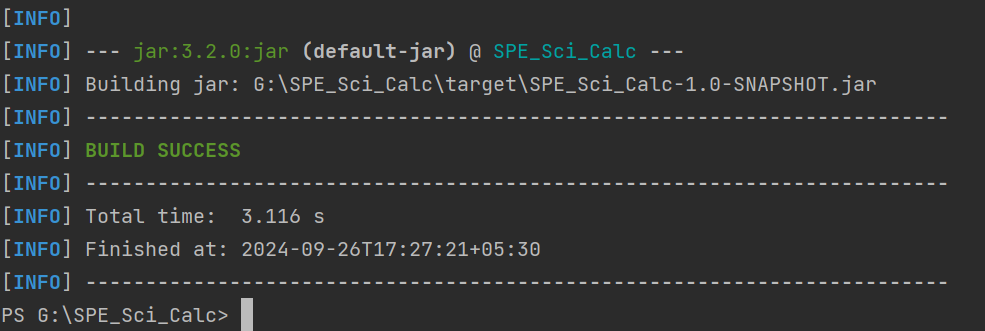 [INFO]
[INFO] --- jar:3.2.0:jar (default-jar) @ SPE_Sci_Calc ---
[INFO] Building jar: G:\SPE_Sci_Calc\target\SPE_Sci_Calc-1.0-SNAPSHOT.jar
[INFO] ------------------------------------------------------------------------
[INFO] BUILD SUCCESS
[INFO] ------------------------------------------------------------------------
[INFO] Total time:  3.116 s
[INFO] Finished at: 2024-09-26T17:27:21+05:30
[INFO] ------------------------------------------------------------------------
PS G:\SPE_Sci_Calc>